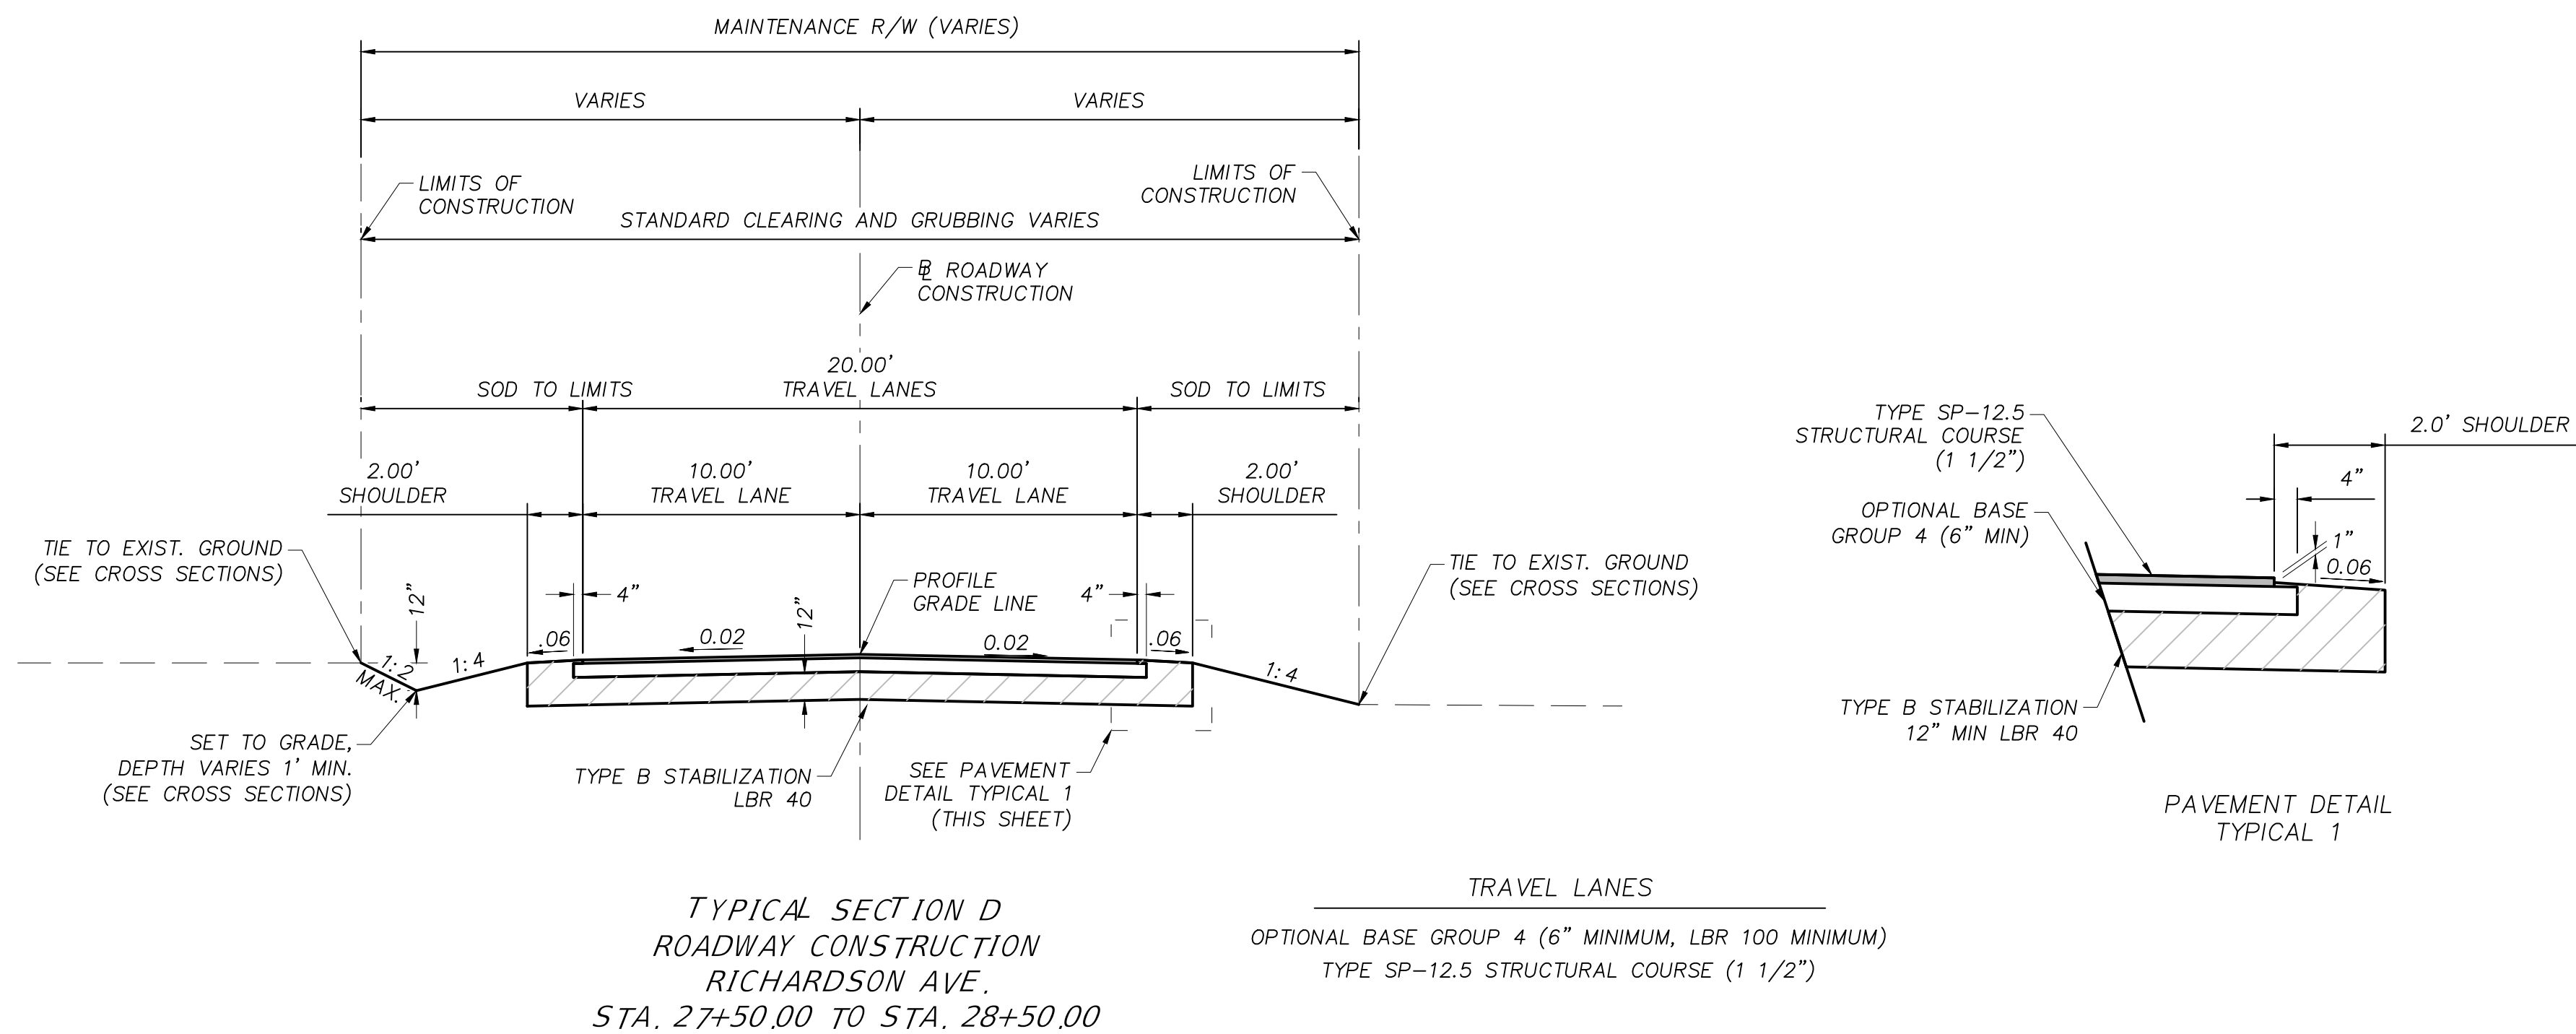 MAINTENANCE R/W (VARIES)
VARIES
VARIES
LIMITS OF
CONSTRUCTION
LIMITS OF
CONSTRUCTION
STANDARD CLEARING AND GRUBBING VARIES
BL ROADWAY
CONSTRUCTION
20.00'
SOD TO LIMITS
TRAVEL LANES
SOD TO LIMITS
2.00'
SHOULDER
10.00'
TRAVEL LANE
10.00'
TRAVEL LANE
2.00'
SHOULDER
TIE TO EXIST. GROUND
(SEE CROSS SECTIONS)
12"
4"
12"
PROFILE
GRADE LINE
4"
TIE TO EXIST. GROUND
(SEE CROSS SECTIONS)
.06
0.02
0.02
.06
1:2
MAX.
1:4
1:4
SET TO GRADE,
DEPTH VARIES 1' MIN.
(SEE CROSS SECTIONS)
TYPE B STABILIZATION
LBR 40
SEE PAVEMENT
DETAIL TYPICAL 1
(THIS SHEET)
TYPICAL SECTION D
ROADWAY CONSTRUCTION
RICHARDSON AVE.
STA. 27+50.00 TO STA. 28+50.00
TYPE SP-12.5
STRUCTURAL COURSE
(1 1/2")
2.0' SHOULDER
4"
OPTIONAL BASE
GROUP 4 (6" MIN)
1"
0.06
TYPE B STABILIZATION
12" MIN LBR 40
PAVEMENT DETAIL
TYPICAL 1
TRAVEL LANES
OPTIONAL BASE GROUP 4 (6" MINIMUM, LBR 100 MINIMUM)
TYPE SP-12.5 STRUCTURAL COURSE (1 1/2")